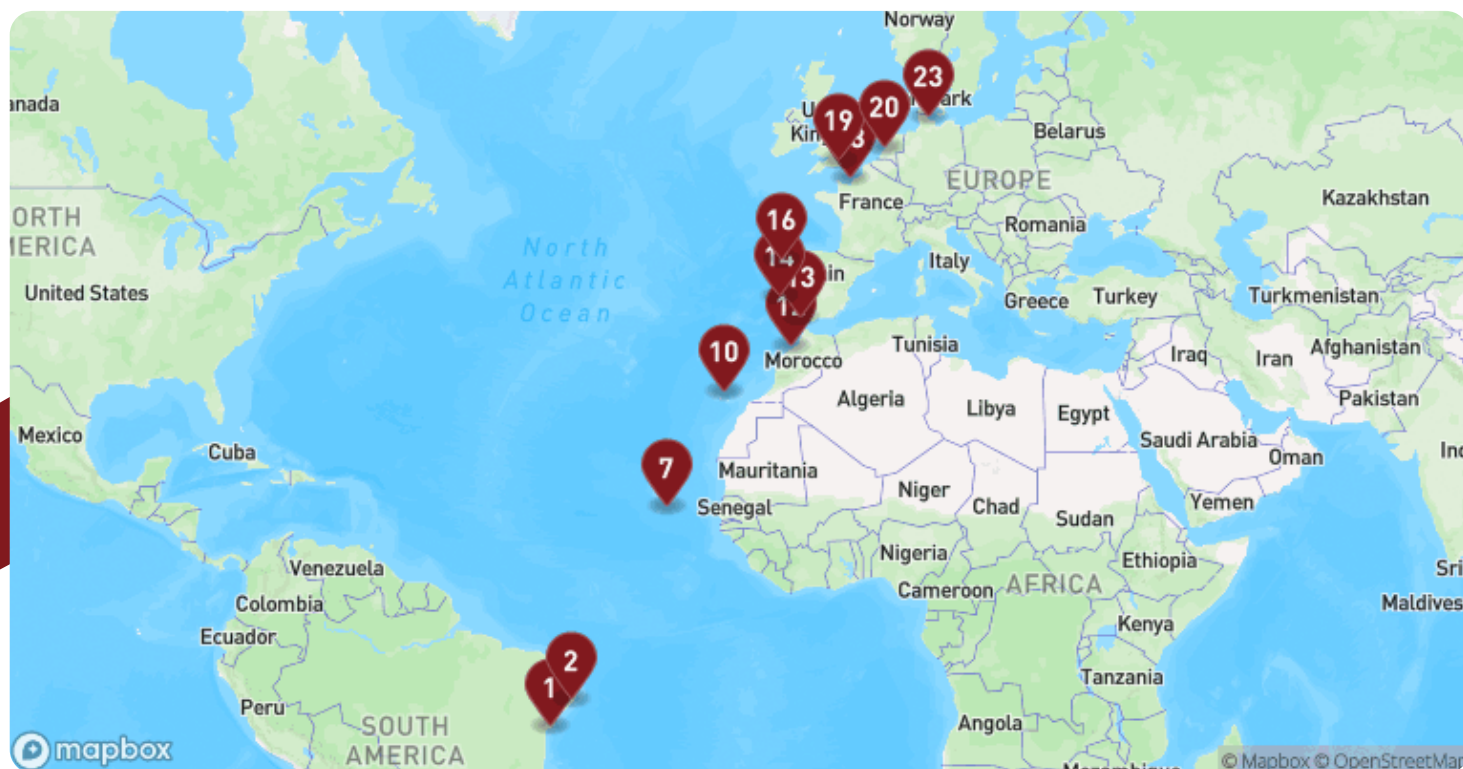 Norway
23
anada
20
19
Belarus
EUROPE
Kazakhstan
France
16
Romania
North
Atlantic
Ocean
Italy
United States
13
Greece
Turkey
Turkmenistan
10
Tunisia
Morocco
Iraq
Iran
Afghanistan
Algeria
Libya
Egypt
Pakistan
Mexico
Cuba
Saudi Arabia
Oman
7
Mauritania
Niger
Chad
Yemen
Senegal
Sudan
Nigeria
Ethiopia
Venezuela
Cameroon
AFRICA
Colombia
Maldives
Ecuador
Kenya
2
1
Tanzania
Peru
SOUTH
AMERICA
Angola
mapbox
© Mapbox © OpenStreetMap